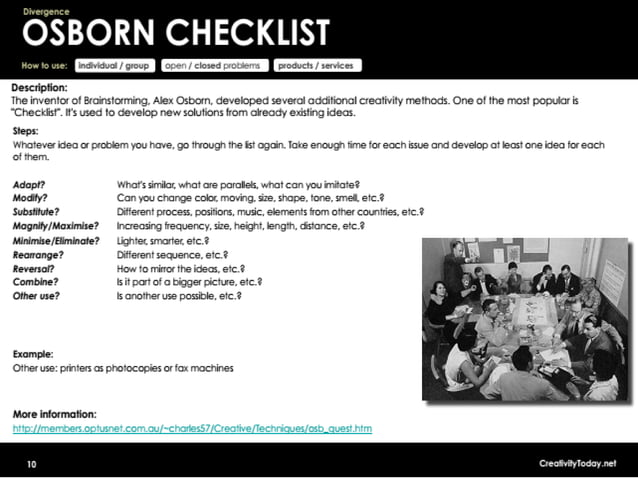 Divergence
OSBORN CHECKLIST
How to use: individual / group open / closed problems products / services
Description:
The inventor of Brainstorming, Alex Osborn, developed several additional creativity methods. One of the most popular is
"Checklist". It's used to develop new solutions from already existing ideas.
Steps:
Whatever idea or problem you have, go through the list again. Take enough time for each issue and develop at least one idea for each
of them.
Adapt? What's similar, what are parallels, what can you imitate?
Modify? Can you change color, moving, size, shape, tone, smell, etc.?
Substitute? Different process, positions, music, elements from other countries, etc.?
Magnify/Maximise? Increasing frequency, size, height, length, distance, etc.?
Minimise/Eliminate? Lighter, smarter, etc.?
Rearrange? Different sequence, etc.?
Reversal? How to mirror the ideas, etc.?
Combine? Is it part of a bigger picture, etc.?
Other use? Is another use possible, etc.?
Example:
Other use: printers as photocopies or fax machines
More information:
http://members.optusnet.com.au/~charles57/Creative/Techniques/osb_quest.htm
10 CreativityToday.net